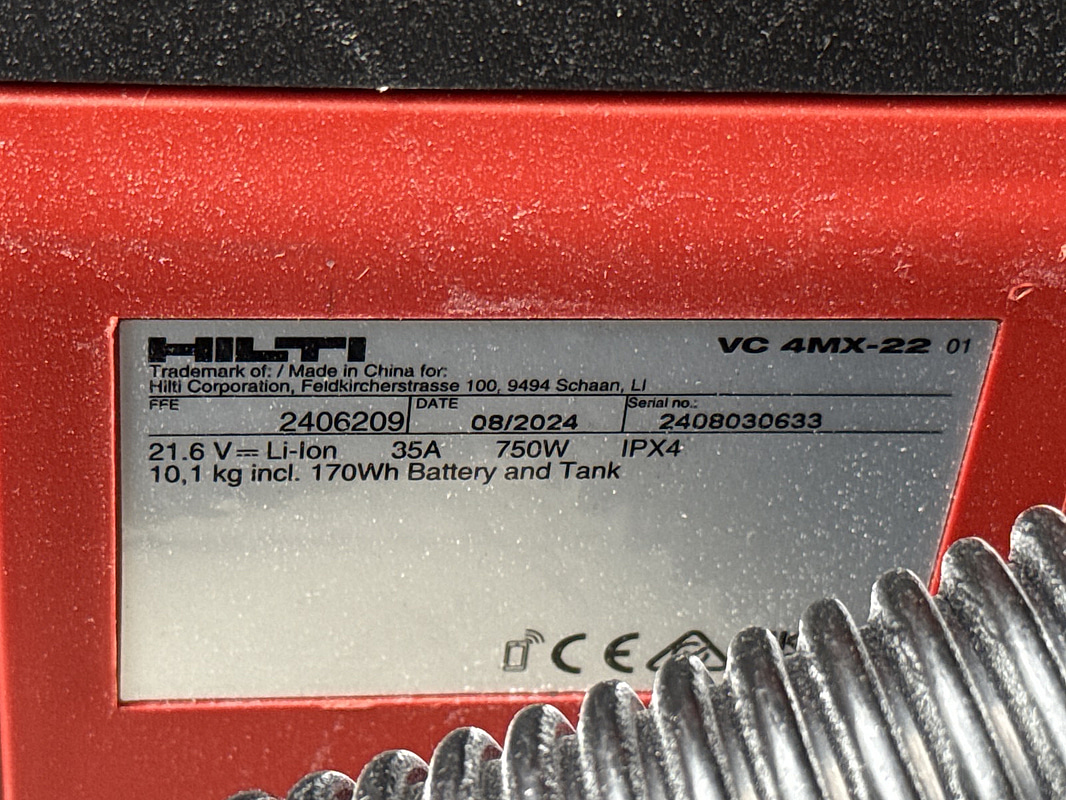 HILTI VC 4MX-22 01
Trademark of: / Made in China for:
Hilti Corporation, Feldkircherstrasse 100, 9494 Schaan, LI
FFE DATE Serial no.:
2406209 08/2024 2408030633
21.6 V⎓ Li-Ion 35A 750W IPX4
10,1 kg incl. 170Wh Battery and Tank
CE